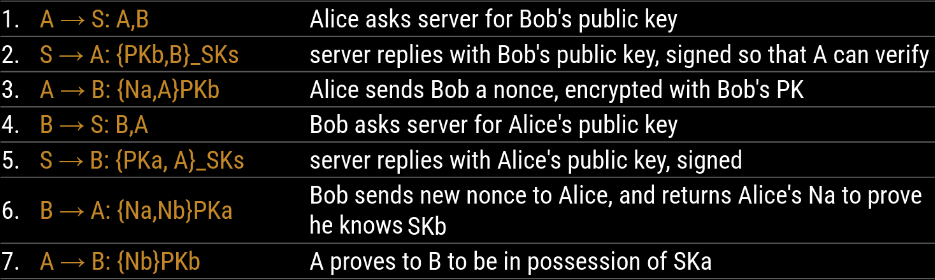 1. A → S: A,B Alice asks server for Bob's public key
2. S → A: {PKb,B}_SKs server replies with Bob's public key, signed so that A can verify
3. A → B: {Na,A}PKb Alice sends Bob a nonce, encrypted with Bob's PK
4. B → S: B,A Bob asks server for Alice's public key
5. S → B: {PKa, A}_SKs server replies with Alice's public key, signed
6. B → A: {Na,Nb}PKa Bob sends new nonce to Alice, and returns Alice's Na to prove
he knows SKb
7. A → B: {Nb}PKb A proves to B to be in possession of SKa